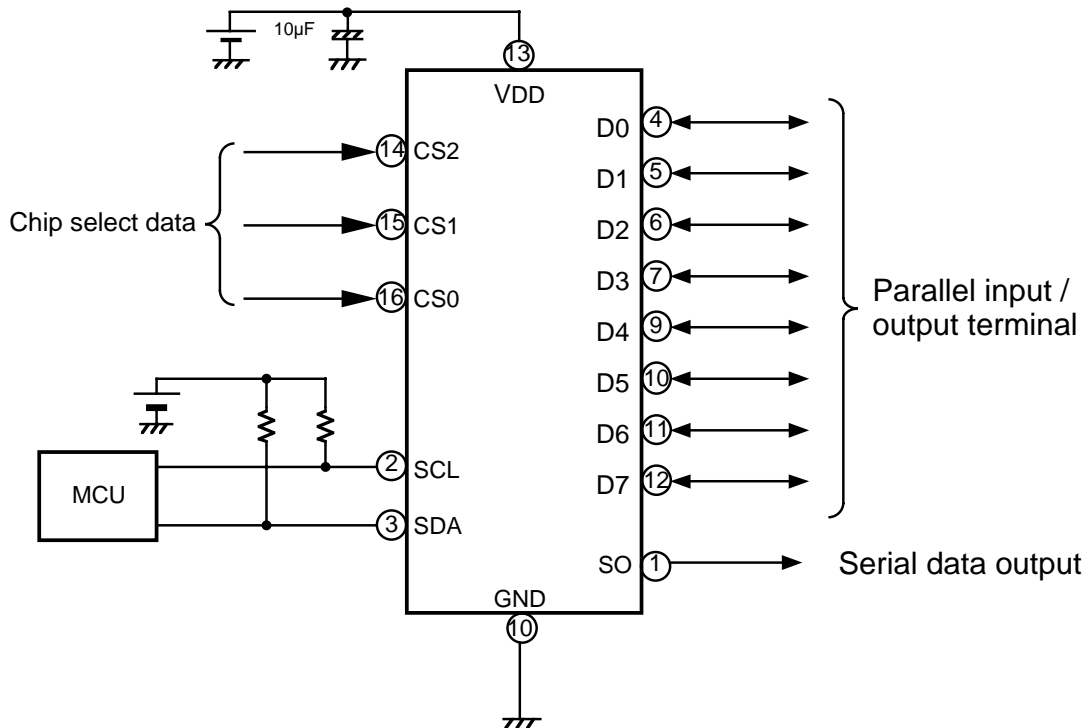 10µF
13
VDD
14 CS2
15 CS1
16 CS0
Chip select data
D0 4
D1 5
D2 6
D3 7
D4 9
D5 10
D6 11
D7 12
Parallel input /
output terminal
MCU
2 SCL
3 SDA
SO 1
Serial data output
GND
10